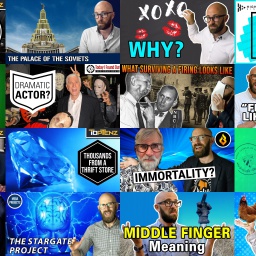 THE PALACE OF THE SOVIETS
XOXO
WHY?
DRAMATIC
ACTOR?
WHAT SURVIVING A FIRING LOOKS LIKE
TOPTENZ
THOUSANDS
FROM A
THRIFT STORE
IMMORTALITY?
THE STARGATE
PROJECT
MIDDLE FINGER
Meaning